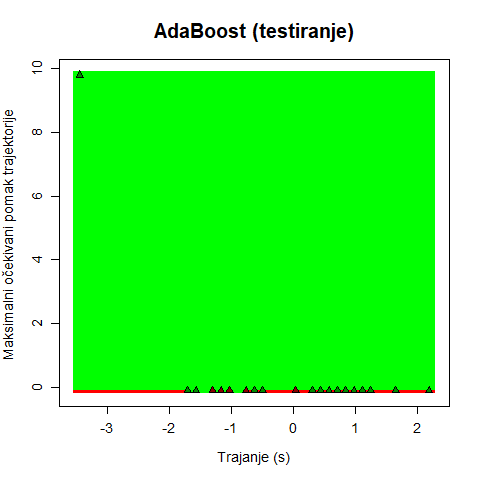 AdaBoost (testiranje)
Maksimalni očekivani pomak trajektorije
10
8
6
4
2
0
-3 -2 -1 0 1 2
Trajanje (s)